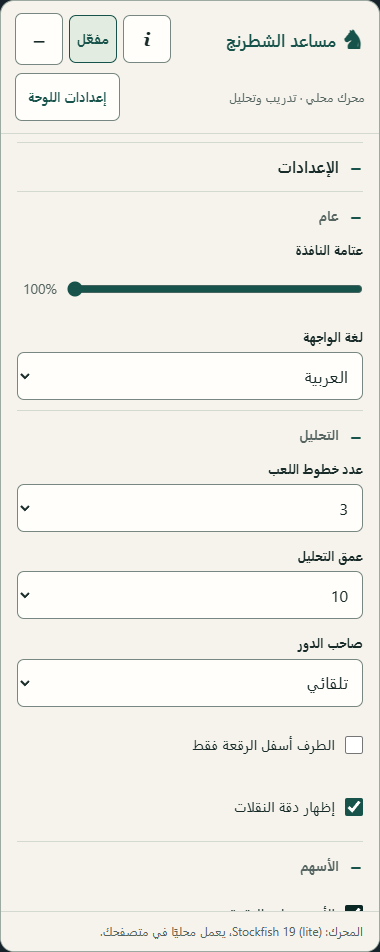 ♞ مساعد الشطرنج
i
مفعّل
–
محرك محلي · تدريب وتحليل
إعدادات اللوحة
– الإعدادات
– عام
عتامة النافذة
100%
لغة الواجهة
العربية
– التحليل
عدد خطوط اللعب
3
عمق التحليل
10
صاحب الدور
تلقائي
الطرف أسفل الرقعة فقط
إظهار دقة النقلات
– الأسهم
المحرك: Stockfish 19 (lite)، يعمل محليًا في متصفحك.